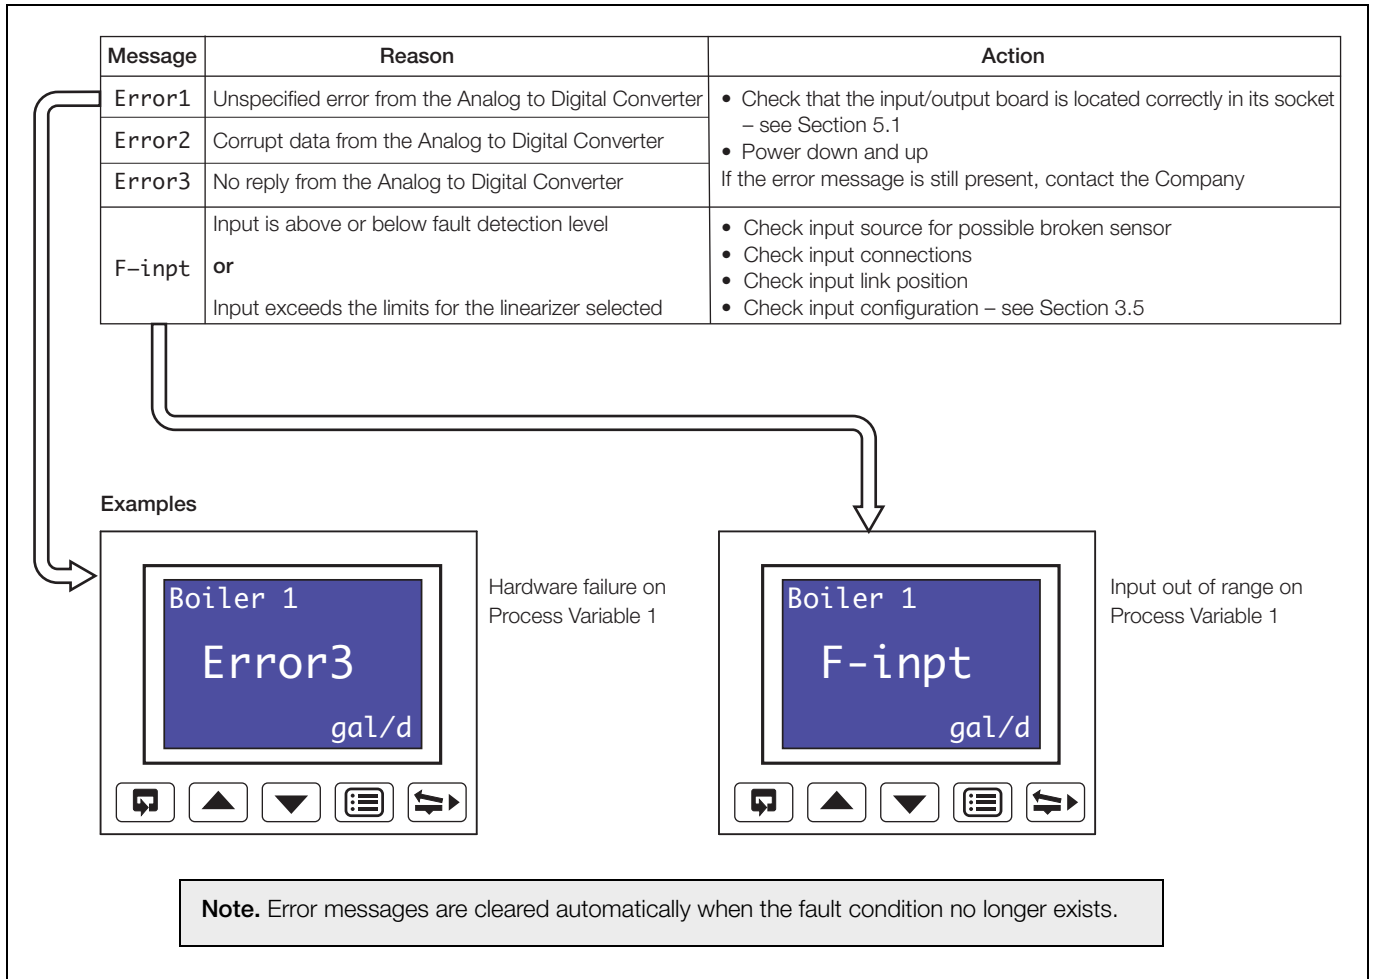 Message Reason Action
Error1 Unspecified error from the Analog to Digital Converter
Error2 Corrupt data from the Analog to Digital Converter
Error3 No reply from the Analog to Digital Converter
• Check that the input/output board is located correctly in its socket
– see Section 5.1
• Power down and up
If the error message is still present, contact the Company
F–inpt
Input is above or below fault detection level
or
Input exceeds the limits for the linearizer selected
• Check input source for possible broken sensor
• Check input connections
• Check input link position
• Check input configuration – see Section 3.5
Examples
Boiler 1
Error3
gal/d
Hardware failure on
Process Variable 1
Boiler 1
F-inpt
gal/d
Input out of range on
Process Variable 1
Note. Error messages are cleared automatically when the fault condition no longer exists.